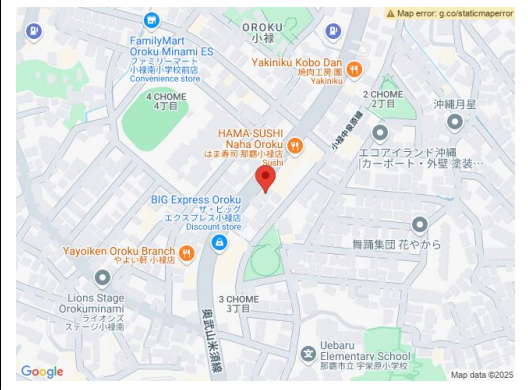 Map error: g.co/staticmaperror
OROKU
小禄
FamilyMart
Oroku Minami ES
ファミリーマート
小禄南小学校前店
Convenience store
Yakiniku Kobo Dan
焼肉工房 團
Yakiniku
4 CHOME
4丁目
2 CHOME
2丁目
沖縄月星
小禄中央原線
HAMA-SUSHI
Naha Oroku
はま寿司 那覇小禄店
Sushi
エコアイランド沖縄
|カーポート・外壁 塗装…
BIG Express Oroku
ザ・ビッグ
エクスプレス小禄店
Discount store
舞踊集団 花やから
Yayoiken Oroku Branch
やよい軒 小禄店
Lions Stage
Orokuminami
ライオンズ
ステージ小禄南
3 CHOME
3丁目
奥武山米須線
Uebaru
Elementary School
那覇市立 宇栄原小学校
Google
Map data ©2025